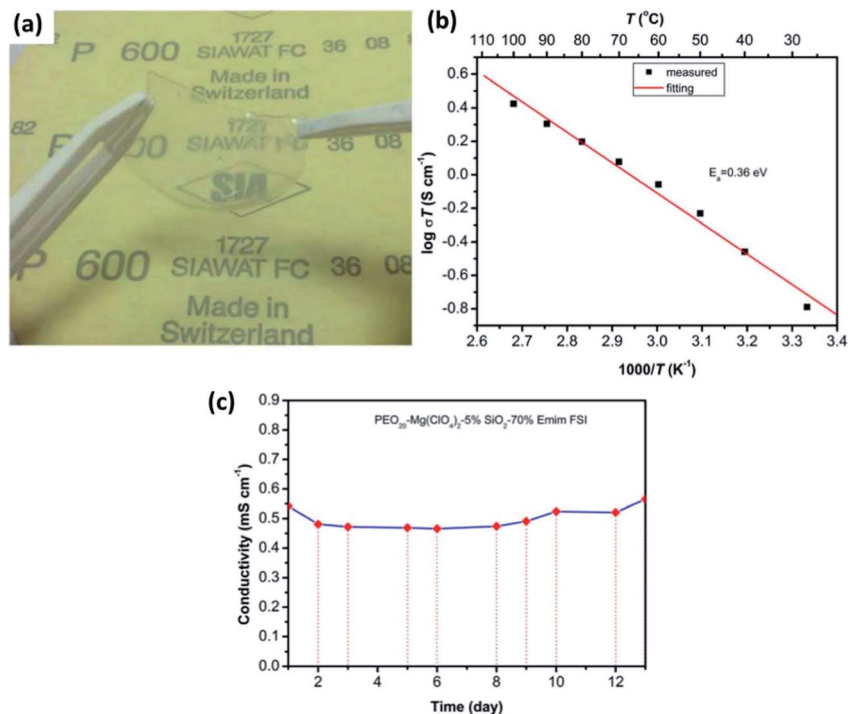 (a)
P 600 1727 SIAWAT FC 36 08 8
Made in
Switzerland
82 1727
600 SIAWAT FC 36 08
SIA
1727
P 600 SIAWAT FC 36 08
Made in
Switzerland
(b)
T (°C)
110 100 90 80 70 60 50 40 30
measured
fitting
Eₐ=0.36 eV
log σT (S cm⁻¹)
0.6
0.4
0.2
0.0
-0.2
-0.4
-0.6
-0.8
2.6 2.7 2.8 2.9 3.0 3.1 3.2 3.3 3.4
1000/T (K⁻¹)
(c)
PEO₂₀-Mg(ClO₄)₂-5% SiO₂-70% Emim FSI
Conductivity (mS cm⁻¹)
0.9
0.8
0.7
0.6
0.5
0.4
0.3
0.2
0.1
0.0
2 4 6 8 10 12
Time (day)